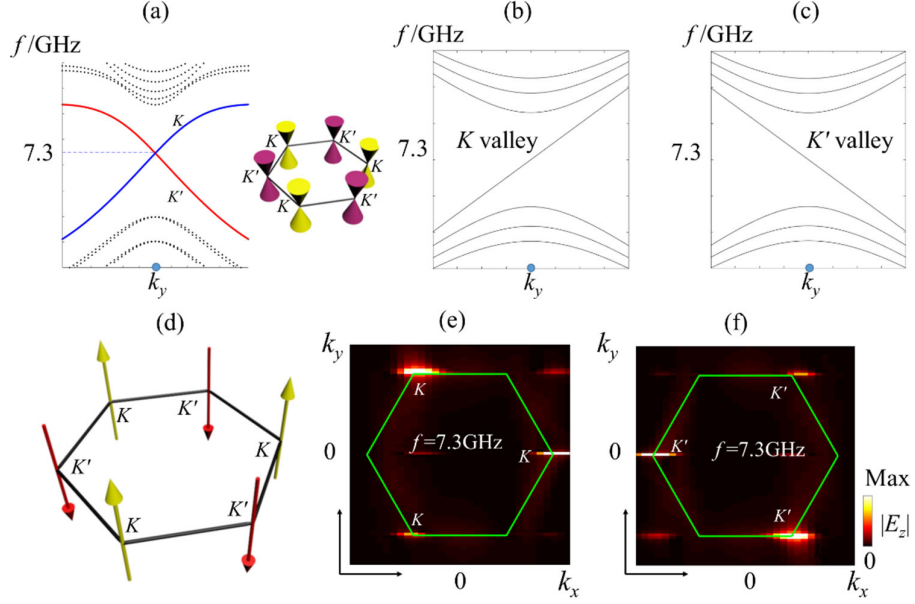 (a)
(b)
(c)
f/GHz
f/GHz
f/GHz
K
7.3
K'
K
K'
K
K'
K
K'
7.3
K valley
7.3
K' valley
k_y
k_y
k_y
(d)
(e)
(f)
K
K'
K
K'
K
K'
k_y
0
K
f=7.3GHz
K
K
0
k_x
k_y
0
K'
K'
f=7.3GHz
K'
0
k_x
Max
|E_z|
0